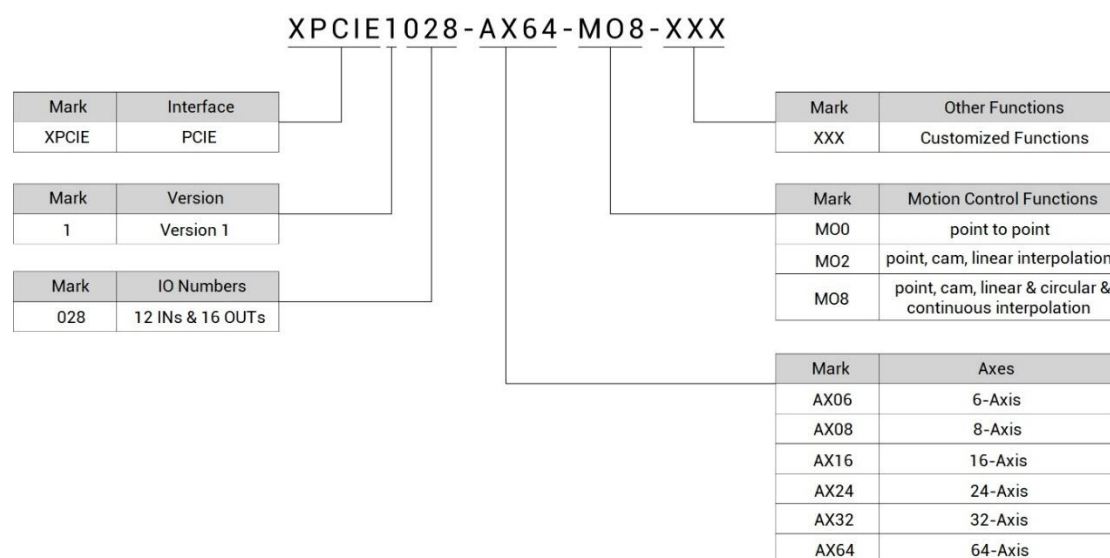 XPCIE1028-AX64-MO8-XXX
Mark Interface
XPCIE PCIE
Mark Version
1 Version 1
Mark IO Numbers
028 12 INs & 16 OUTs
Mark Other Functions
XXX Customized Functions
Mark Motion Control Functions
MO0 point to point
MO2 point, cam, linear interpolation
MO8 point, cam, linear & circular &
continuous interpolation
Mark Axes
AX06 6-Axis
AX08 8-Axis
AX16 16-Axis
AX24 24-Axis
AX32 32-Axis
AX64 64-Axis